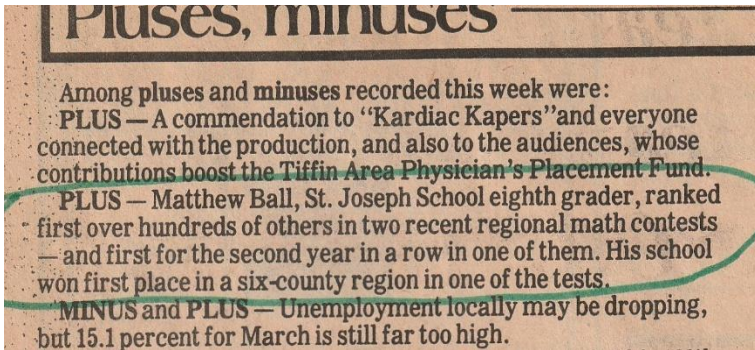 Pluses, minuses
Among pluses and minuses recorded this week were:
PLUS — A commendation to "Kardiac Kapers"and everyone
connected with the production, and also to the audiences, whose
contributions boost the Tiffin Area Physician's Placement Fund.
PLUS — Matthew Ball, St. Joseph School eighth grader, ranked
first over hundreds of others in two recent regional math contests
— and first for the second year in a row in one of them. His school
won first place in a six-county region in one of the tests.
MINUS and PLUS — Unemployment locally may be dropping,
but 15.1 percent for March is still far too high.